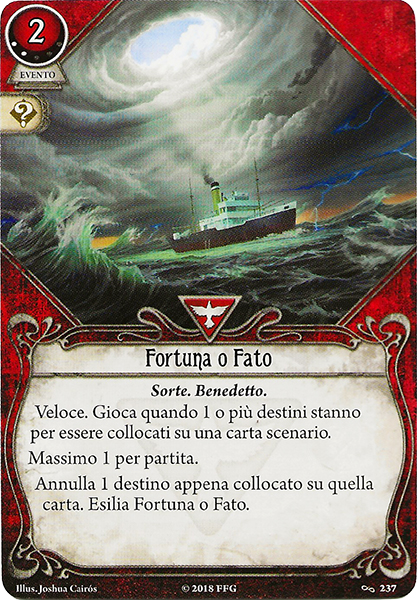 2
EVENTO
?
Fortuna o Fato
Sorte. Benedetto.
Veloce. Gioca quando 1 o più destini stanno
per essere collocati su una carta scenario.
Massimo 1 per partita.
Annulla 1 destino appena collocato su quella
carta. Esilia Fortuna o Fato.
Illus. Joshua Cairós
© 2018 FFG
237